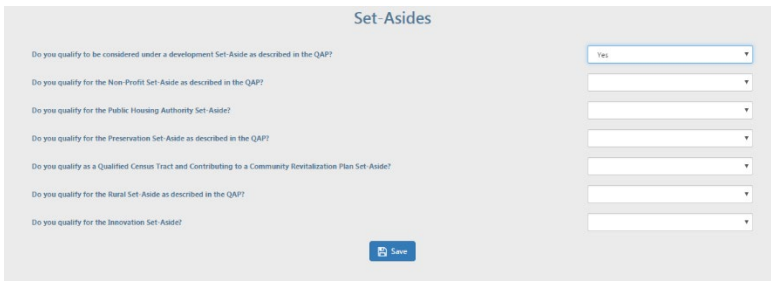 Set-Asides
Do you qualify to be considered under a development Set-Aside as described in the QAP?
Yes
Do you qualify for the Non-Profit Set-Aside as described in the QAP?
Do you qualify for the Public Housing Authority Set-Aside?
Do you qualify for the Preservation Set-Aside as described in the QAP?
Do you qualify as a Qualified Census Tract and Contributing to a Community Revitalization Plan Set-Aside?
Do you qualify for the Rural Set-Aside as described in the QAP?
Do you qualify for the Innovation Set-Aside?
Save